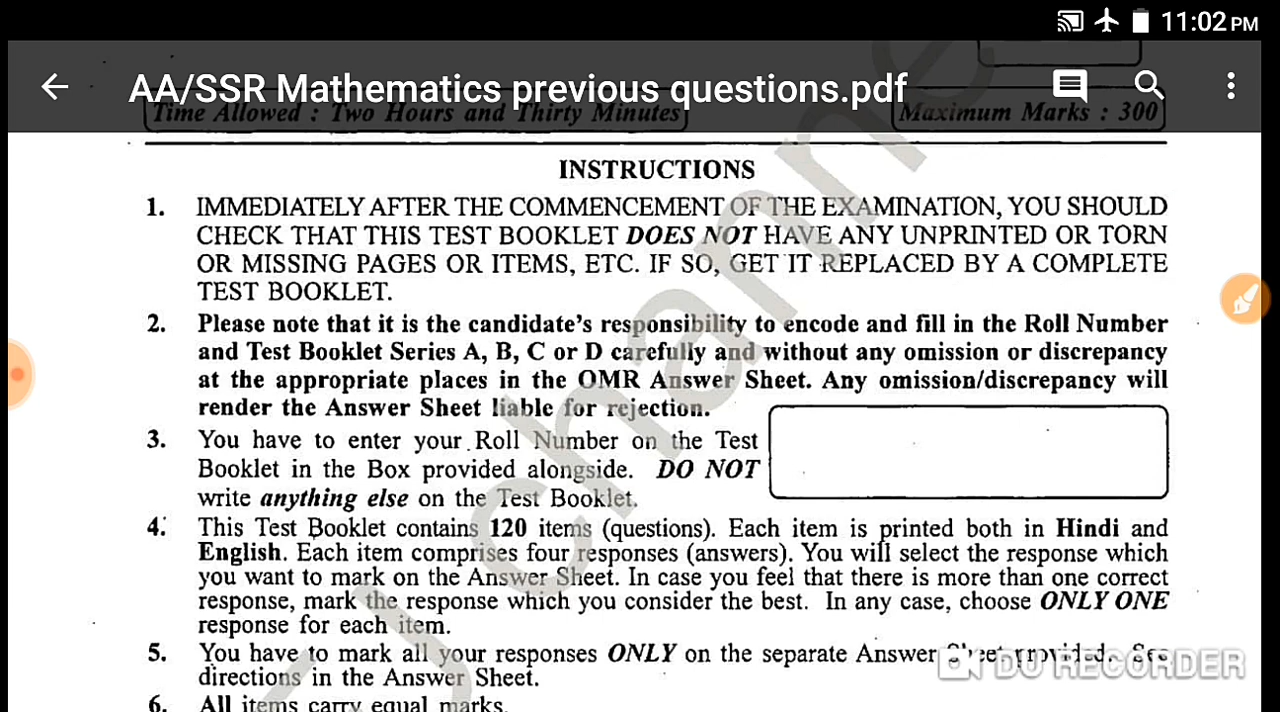 11:02 PM
AA/SSR Mathematics previous questions.pdf
Time Allowed : Two Hours and Thirty Minutes
Maximum Marks : 300
INSTRUCTIONS
1. IMMEDIATELY AFTER THE COMMENCEMENT OF THE EXAMINATION, YOU SHOULD
CHECK THAT THIS TEST BOOKLET DOES NOT HAVE ANY UNPRINTED OR TORN
OR MISSING PAGES OR ITEMS, ETC. IF SO, GET IT REPLACED BY A COMPLETE
TEST BOOKLET.
2. Please note that it is the candidate's responsibility to encode and fill in the Roll Number
and Test Booklet Series A, B, C or D carefully and without any omission or discrepancy
at the appropriate places in the OMR Answer Sheet. Any omission/discrepancy will
render the Answer Sheet liable for rejection.
3. You have to enter your Roll Number on the Test
Booklet in the Box provided alongside. DO NOT
write anything else on the Test Booklet.
4. This Test Booklet contains 120 items (questions). Each item is printed both in Hindi and
English. Each item comprises four responses (answers). You will select the response which
you want to mark on the Answer Sheet. In case you feel that there is more than one correct
response, mark the response which you consider the best. In any case, choose ONLY ONE
response for each item.
5. You have to mark all your responses ONLY on the separate Answer Sheet provided. See
directions in the Answer Sheet.
6. All items carry equal marks.
DU RECORDER
J channe